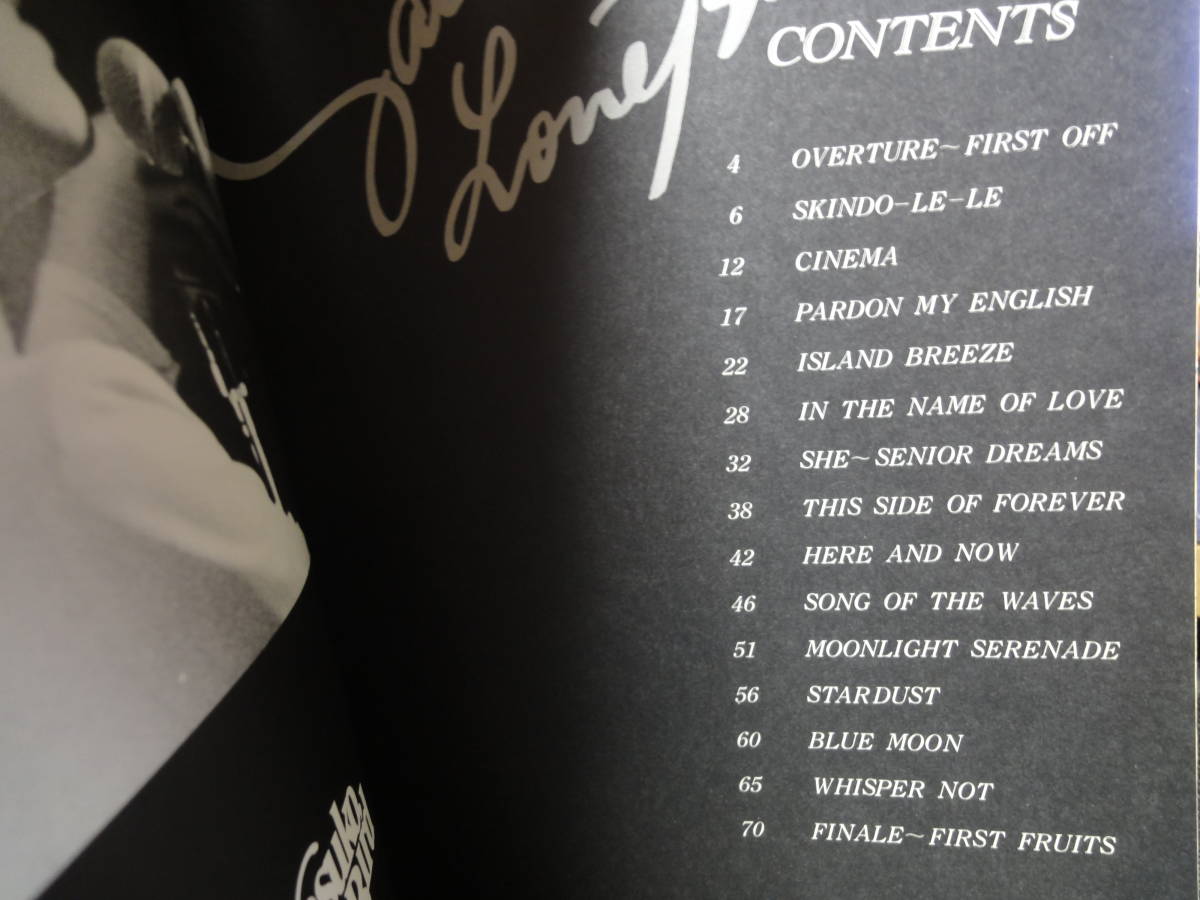 CONTENTS
4 OVERTURE~FIRST OFF
6 SKINDO-LE-LE
12 CINEMA
17 PARDON MY ENGLISH
22 ISLAND BREEZE
28 IN THE NAME OF LOVE
32 SHE~SENIOR DREAMS
38 THIS SIDE OF FOREVER
42 HERE AND NOW
46 SONG OF THE WAVES
51 MOONLIGHT SERENADE
56 STARDUST
60 BLUE MOON
65 WHISPER NOT
70 FINALE~FIRST FRUITS